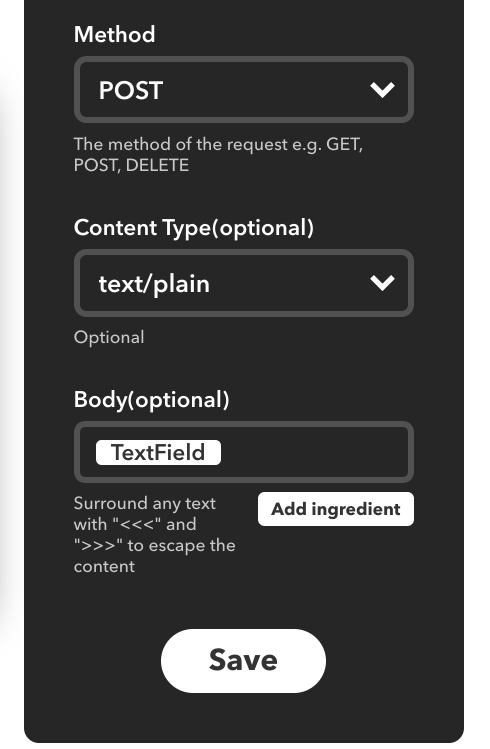 Method
POST
The method of the request e.g. GET,
POST, DELETE
Content Type(optional)
text/plain
Optional
Body(optional)
TextField
Surround any text
with "<<<" and
">>>" to escape the
content
Add ingredient
Save